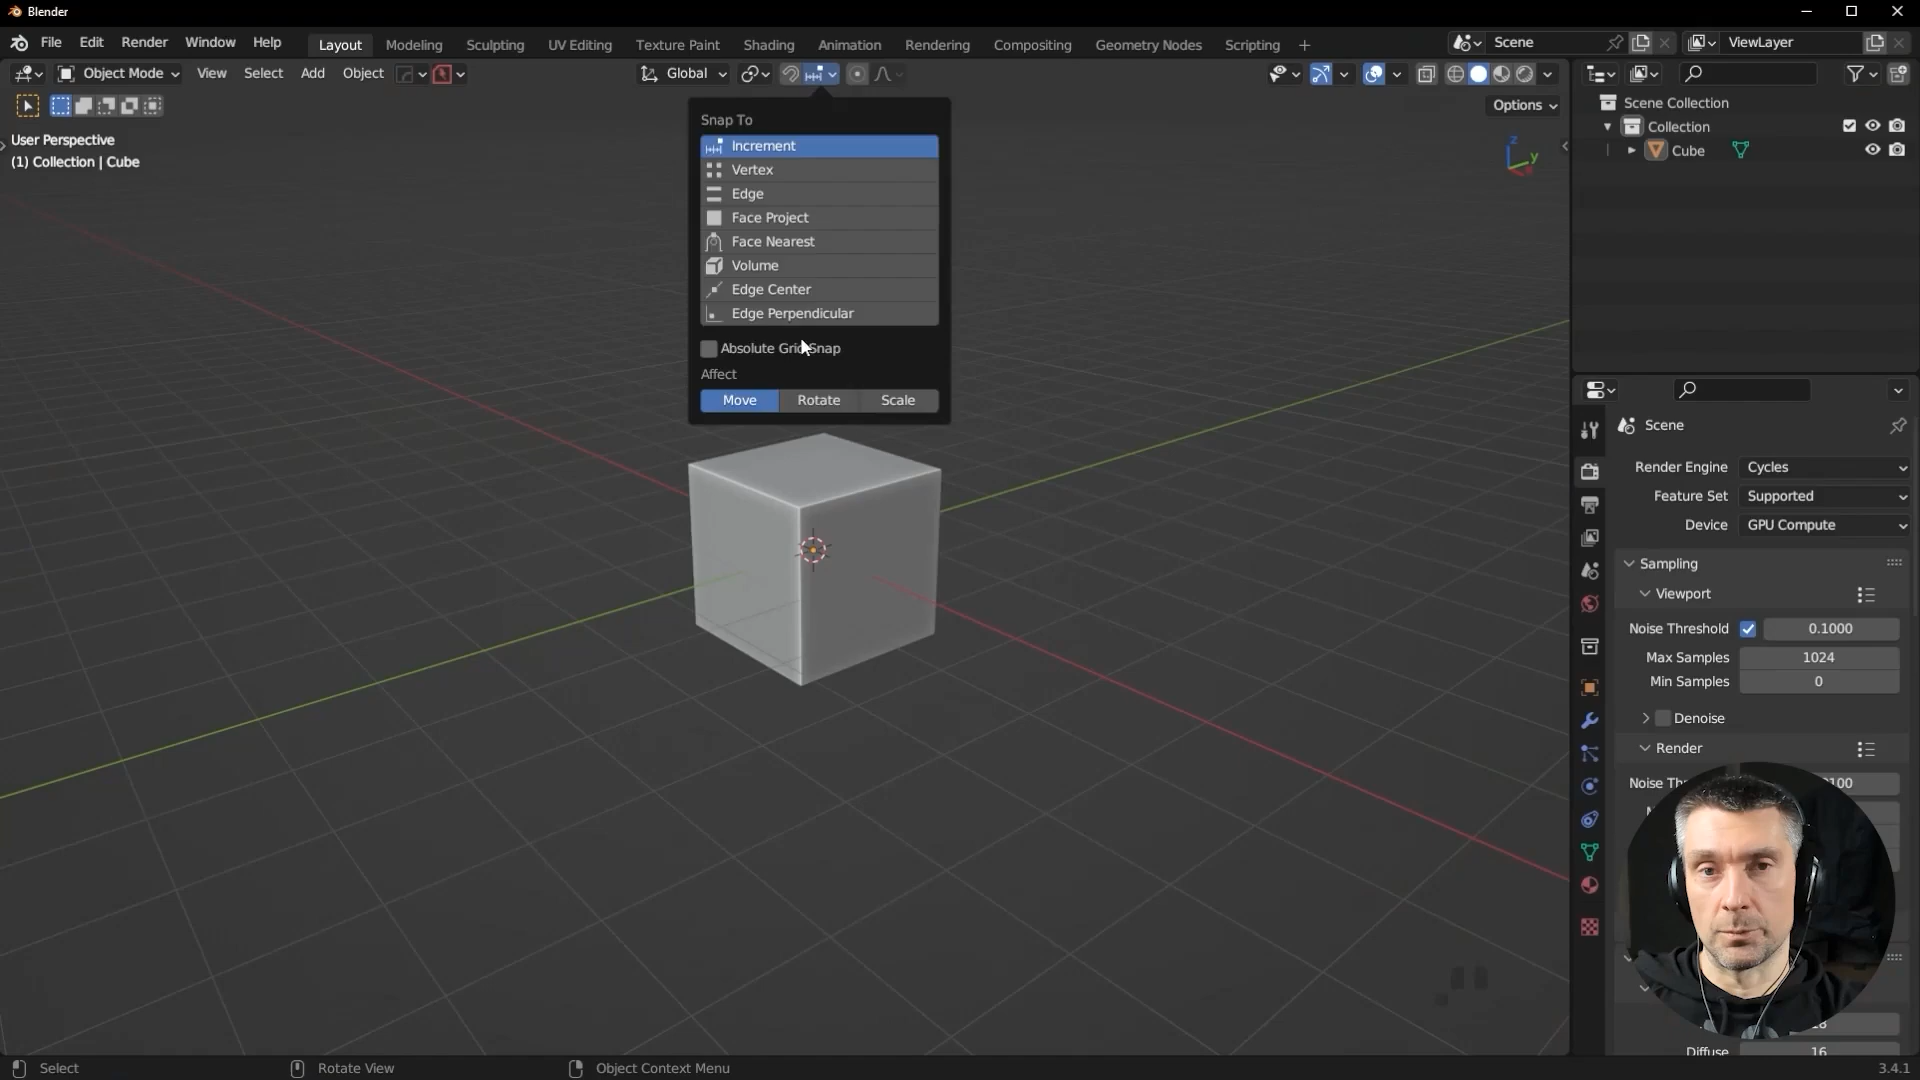 Blender
File Edit Render Window Help
Layout Modeling Sculpting UV Editing Texture Paint Shading Animation Rendering Compositing Geometry Nodes Scripting +
Scene
ViewLayer
Object Mode View Select Add Object
Global
Options
User Perspective
(1) Collection | Cube
Snap To
Increment
Vertex
Edge
Face Project
Face Nearest
Volume
Edge Center
Edge Perpendicular
Absolute Grid Snap
Affect
Move Rotate Scale
Z
y
Scene Collection
Collection
Cube
Scene
Render Engine Cycles
Feature Set Supported
Device GPU Compute
Sampling
Viewport
Noise Threshold 0.1000
Max Samples 1024
Min Samples 0
Denoise
Render
Noise
Diffuse 16
Select Rotate View Object Context Menu
3.4.1